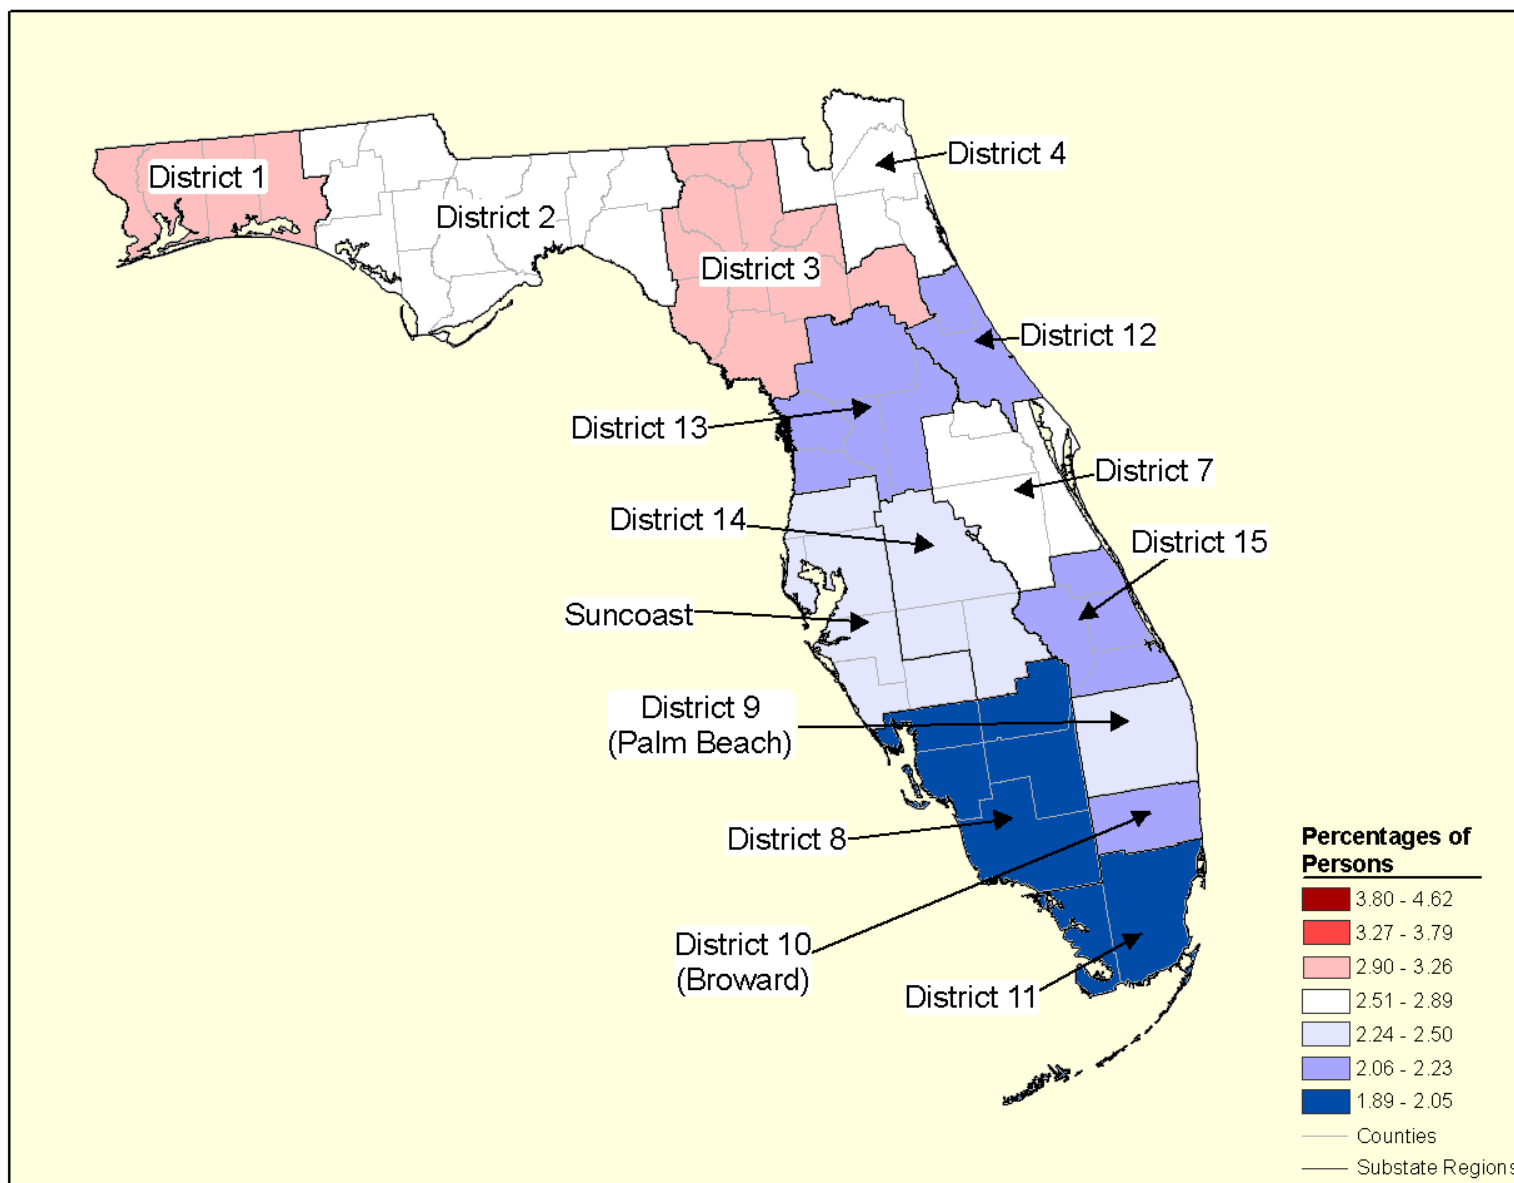 District 4
District 1
District 2
District 3
District 12
District 13
District 7
District 14
District 15
Suncoast
District 9
(Palm Beach)
District 8
District 10
(Broward)
District 11
Percentages of
Persons
3.80 - 4.62
3.27 - 3.79
2.90 - 3.26
2.51 - 2.89
2.24 - 2.50
2.06 - 2.23
1.89 - 2.05
Counties
Substate Regions